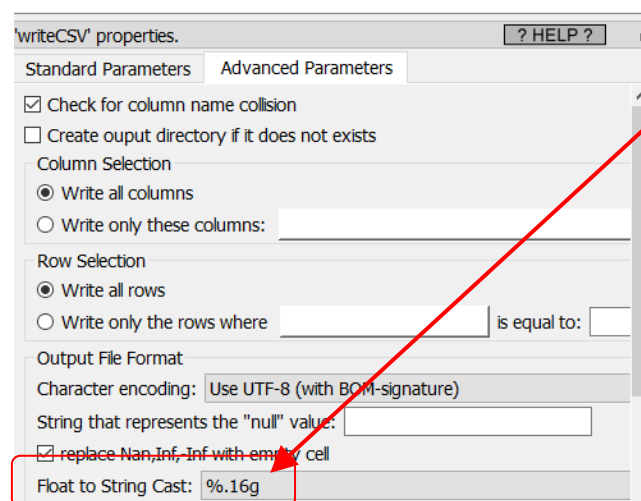 'writeCSV' properties.
? HELP ?
Standard Parameters Advanced Parameters
Check for column name collision
Create ouput directory if it does not exists
Column Selection
Write all columns
Write only these columns:
Row Selection
Write all rows
Write only the rows where is equal to:
Output File Format
Character encoding: Use UTF-8 (with BOM-signature)
String that represents the "null" value:
replace Nan,Inf,-Inf with empty cell
Float to String Cast: %.16g